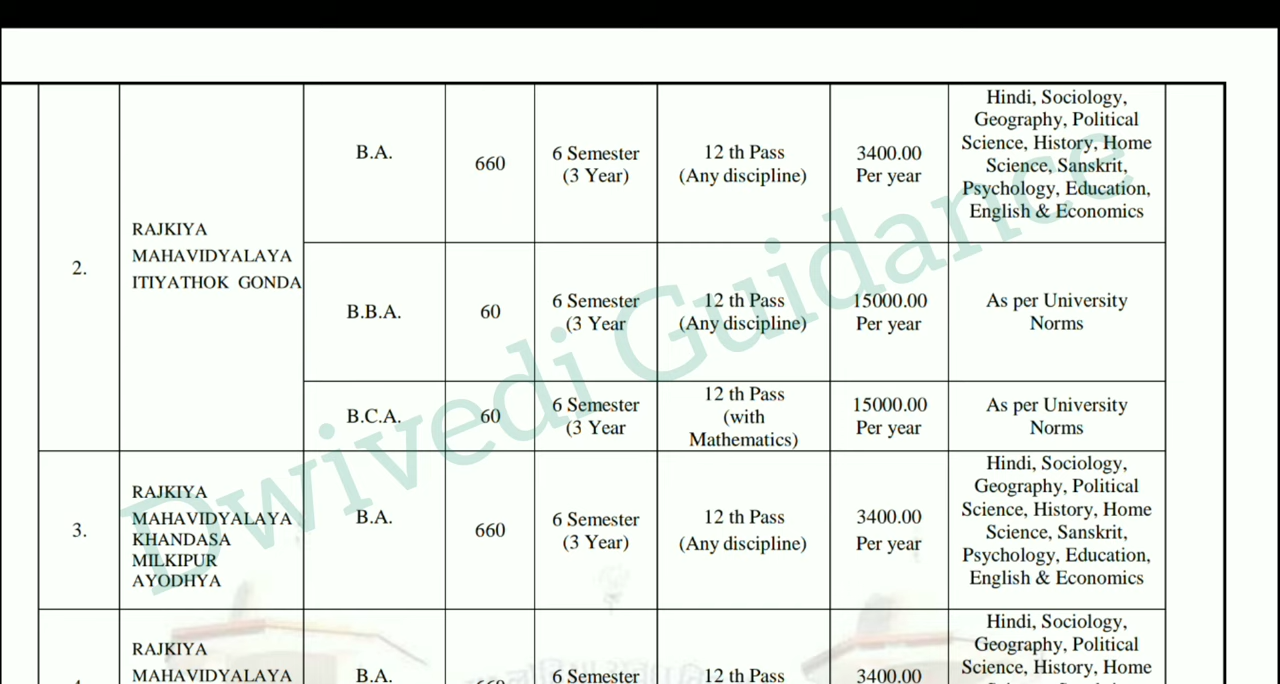 2.
RAJKIYA
MAHAVIDYALAYA
ITIYATHOK GONDA
B.A.
660
6 Semester
(3 Year)
12 th Pass
(Any discipline)
3400.00
Per year
Hindi, Sociology,
Geography, Political
Science, History, Home
Science, Sanskrit,
Psychology, Education,
English & Economics
B.B.A.
60
6 Semester
(3 Year
12 th Pass
(Any discipline)
15000.00
Per year
As per University
Norms
B.C.A.
60
6 Semester
(3 Year
12 th Pass
(with
Mathematics)
15000.00
Per year
As per University
Norms
3.
RAJKIYA
MAHAVIDYALAYA
KHANDASA
MILKIPUR
AYODHYA
B.A.
660
6 Semester
(3 Year)
12 th Pass
(Any discipline)
3400.00
Per year
Hindi, Sociology,
Geography, Political
Science, History, Home
Science, Sanskrit,
Psychology, Education,
English & Economics
RAJKIYA
MAHAVIDYALAYA
B.A.
6 Semester
12 th Pass
3400.00
Hindi, Sociology,
Geography, Political
Science, History, Home
Dwivedi Guidance